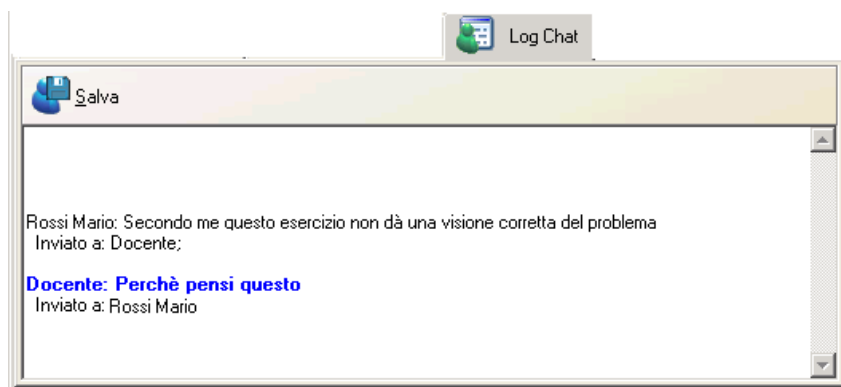 Log Chat
Salva
Rossi Mario: Secondo me questo esercizio non dà una visione corretta del problema
Inviato a: Docente;
Docente: Perchè pensi questo
Inviato a: Rossi Mario